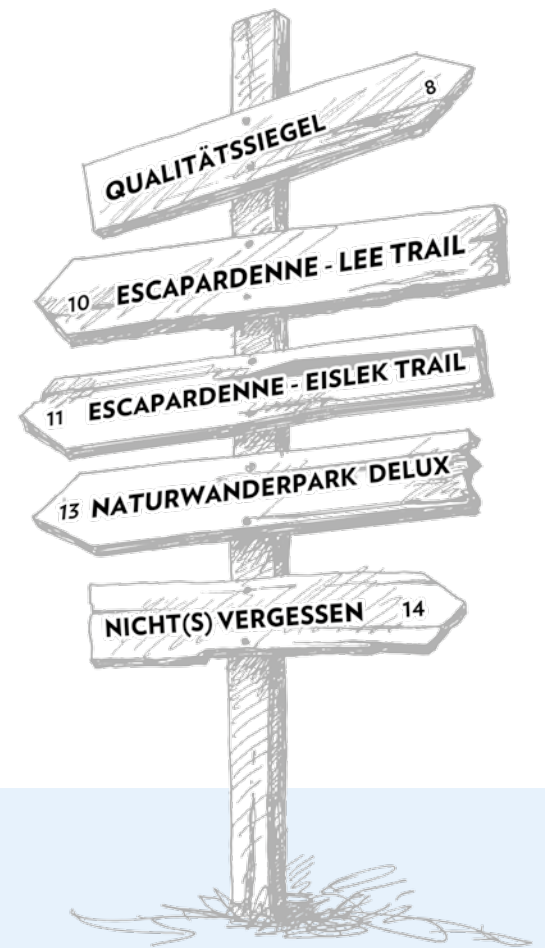 QUALITÄTSSIEGEL 8
10 ESCAPARDENNE - LEE TRAIL
11 ESCAPARDENNE - EISLEK TRAIL
13 NATURWANDERPARK DELUX
NICHT(S) VERGESSEN 14